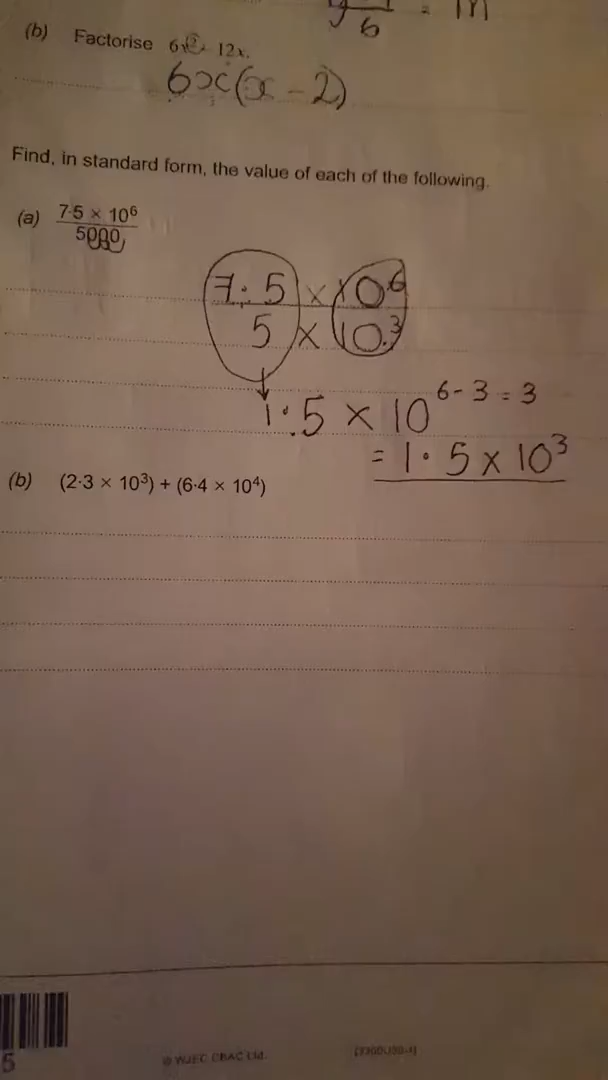 6
= m
(b) Factorise 6x² - 12x.
6x(x - 2)
Find, in standard form, the value of each of the following.
(a) 7·5 × 10⁶
5000
7·5 × 10⁶
5 × 10³
1·5 × 10⁶⁻³⁼³
= 1·5 × 10³
(b) (2·3 × 10³) + (6·4 × 10⁴)
5
© WJEC CBAC Ltd.